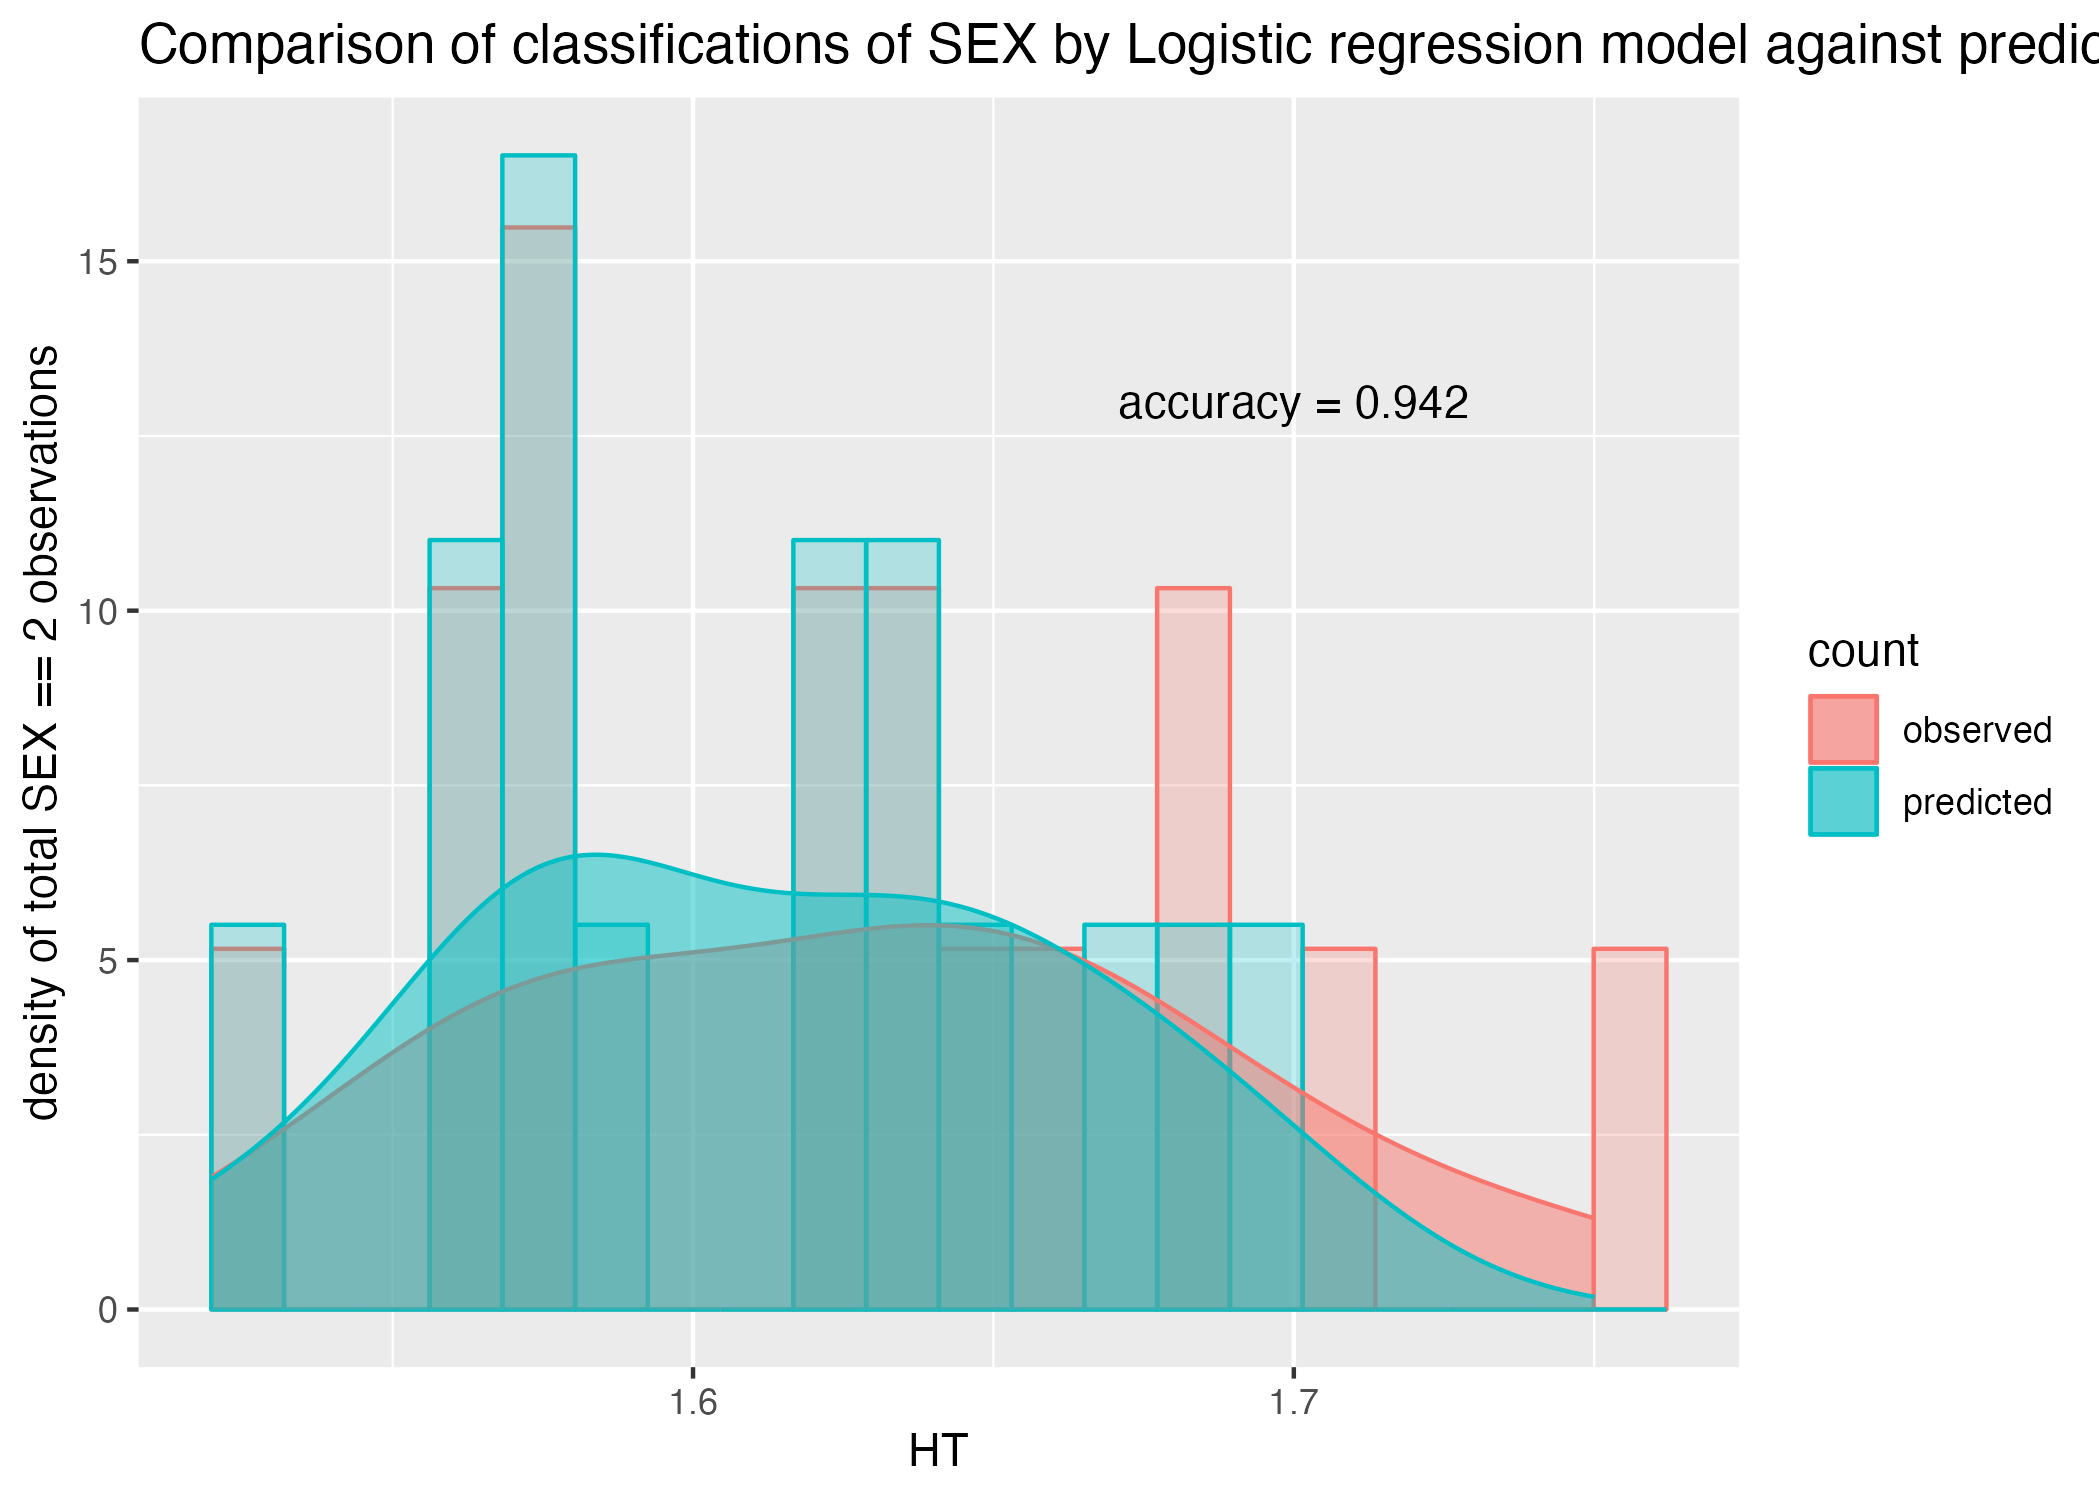 Comparison of classifications of SEX by Logistic regression model against predic
density of total SEX == 2 observations
15
10
5
0
accuracy = 0.942
1.6
1.7
HT
count
observed
predicted